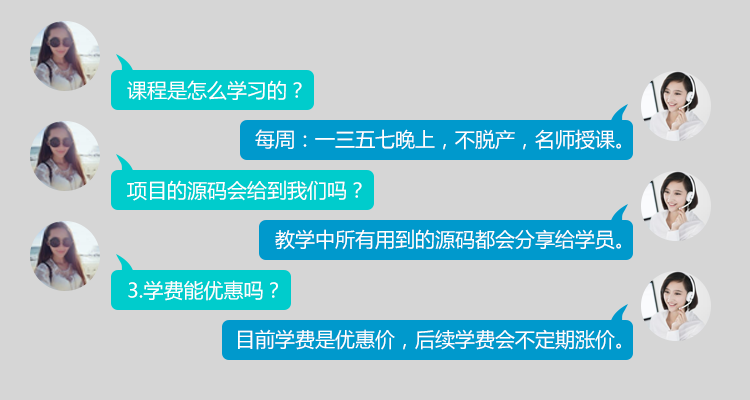 课程是怎么学习的？
每周：一三五七晚上，不脱产，名师授课。
项目的源码会给到我们吗？
教学中所有用到的源码都会分享给学员。
3.学费能优惠吗？
目前学费是优惠价，后续学费会不定期涨价。